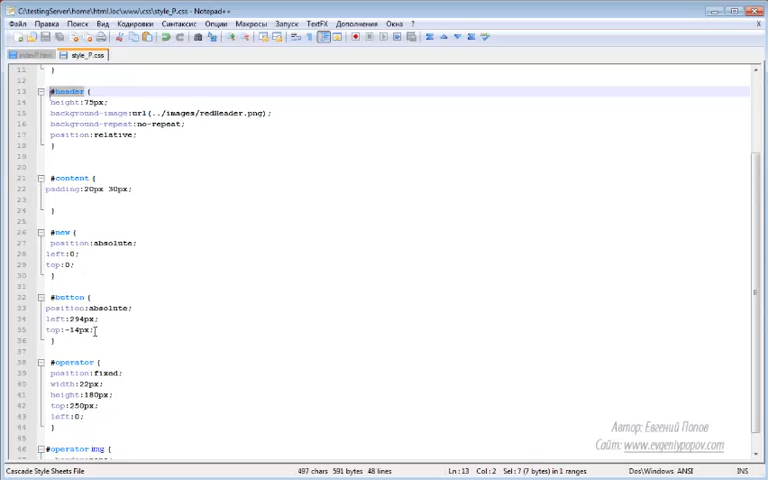 C:\testingServer\home\html.loc\www\css\style_P.css - Notepad++
Файл Правка Поиск Вид Кодировки Синтаксис Опции Макросы Запуск TextFX Дополнения Окна ?
X
indexP.html style_P.css
11 }
12
13 #header {
14 height:75px;
15 background-image:url(../images/redHeader.png);
16 background-repeat:no-repeat;
17 position:relative;
18 }
19
20
21 #content {
22 padding:20px 30px;
23
24 }
25
26 #new {
27 position:absolute;
28 left:0;
29 top:0;
30 }
31
32 #button {
33 position:absolute;
34 left:294px;
35 top:-14px;
36 }
37
38 #operator {
39 position:fixed;
40 width:22px;
41 height:180px;
42 top:250px;
43 left:0;
44 }
45
46 #operator img {
Автор: Евгений Попов
Сайт: www.evgeniypopov.com
Cascade Style Sheets File 497 chars 591 bytes 48 lines Ln:13 Col:2 Sel:7 (7 bytes) in 1 ranges Dos\Windows ANSI INS